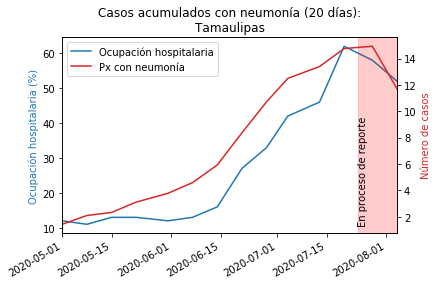 Casos acumulados con neumonía (20 días):
Tamaulipas
Ocupación hospitalaria
Px con neumonía
Ocupación hospitalaria (%)
60
50
40
30
20
10
14
12
10
8
6
4
2
Número de casos
En proceso de reporte
2020-05-01
2020-05-15
2020-06-01
2020-06-15
2020-07-01
2020-07-15
2020-08-01